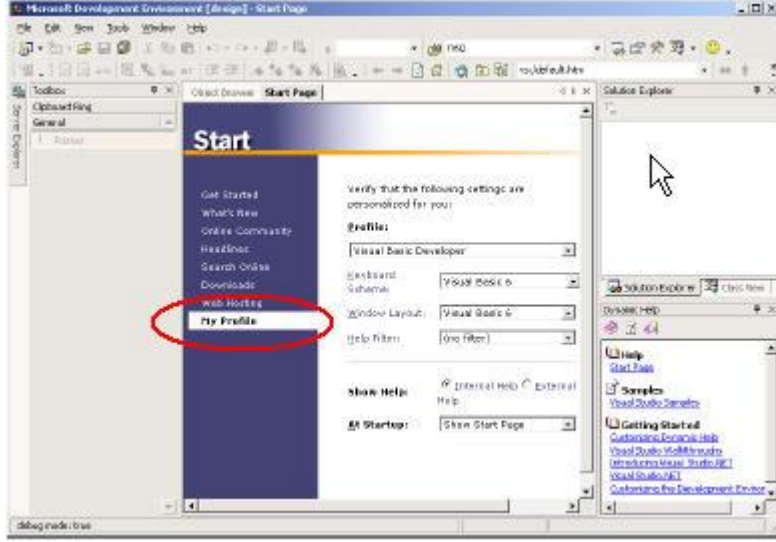 Microsoft Development Environment [design] - Start Page
File Edit View Tools Window Help
nsq
Toolbox
Object Browser Start Page
Solution Explorer
Server Explorer
Clipboard Ring
General
Pointer
Start
Get Started
What's New
Online Community
Headlines
Search Online
Downloads
Web Hosting
My Profile
Verify that the following settings are
personalized for you:
Profile:
Visual Basic Developer
Keyboard
Scheme:
Visual Basic 6
Window Layout:
Visual Basic 6
Help Filter:
(no filter)
Show Help:
Internal Help External
Help
At Startup:
Show Start Page
Solution Explorer Class View
Dynamic Help
Help
Start Page
Samples
Visual Studio Samples
Getting Started
Customizing Dynamic Help
Visual Studio Walkthroughs
Introducing Visual Studio.NET
Visual Studio.NET
Customizing the Development Environ
debug mode: true